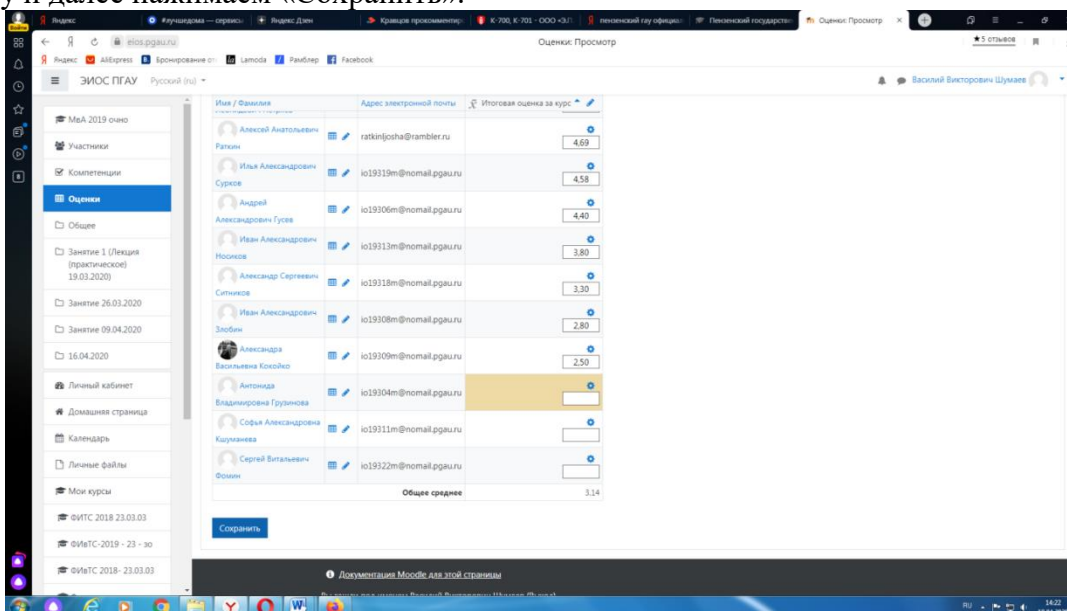 у и далее нажимаем «Сохранить».
Яндекс
#лучшедома — сервисы
Яндекс Дзен
Кравцов прокомментир
К-700, К-701 - ООО «ЗЛ
пензенский гау официал
Пензенский государстве
Оценки: Просмотр
Войти
eios.pgau.ru
Оценки: Просмотр
★ 5 отзывов
Яндекс
AliExpress
Бронирование от
Lamoda
Рамблер
Facebook
ЭИОС ПГАУ
Русский (ru)
Василий Викторович Шумаев
МвА 2019 очно
Участники
Компетенции
Оценки
Общее
Занятие 1 (Лекция
(практическое)
19.03.2020)
Занятие 26.03.2020
Занятие 09.04.2020
16.04.2020
Личный кабинет
Домашняя страница
Календарь
Личные файлы
Мои курсы
ФИТС 2018 23.03.03
ФИвТС-2019 - 23 - зо
ФИвТС 2018- 23.03.03
Имя / Фамилия
Адрес электронной почты
Итоговая оценка за курс
Алексей Анатольевич
Раткин
ratkinljosha@rambler.ru
4,69
Илья Александрович
Сурков
io19319m@nomail.pgau.ru
4,58
Андрей
Александрович Гусев
io19306m@nomail.pgau.ru
4,40
Иван Александрович
Носиков
io19313m@nomail.pgau.ru
3,80
Александр Сергеевич
Ситников
io19318m@nomail.pgau.ru
3,30
Иван Александрович
Злобин
io19308m@nomail.pgau.ru
2,80
Александра
Васильевна Кокойко
io19309m@nomail.pgau.ru
2,50
Антонида
Владимировна Грузинова
io19304m@nomail.pgau.ru
Софья Александровна
Кшуманева
io19311m@nomail.pgau.ru
Сергей Витальевич
Фомин
io19322m@nomail.pgau.ru
Общее среднее
3,14
Сохранить
Документация Moodle для этой страницы
RU
14:22